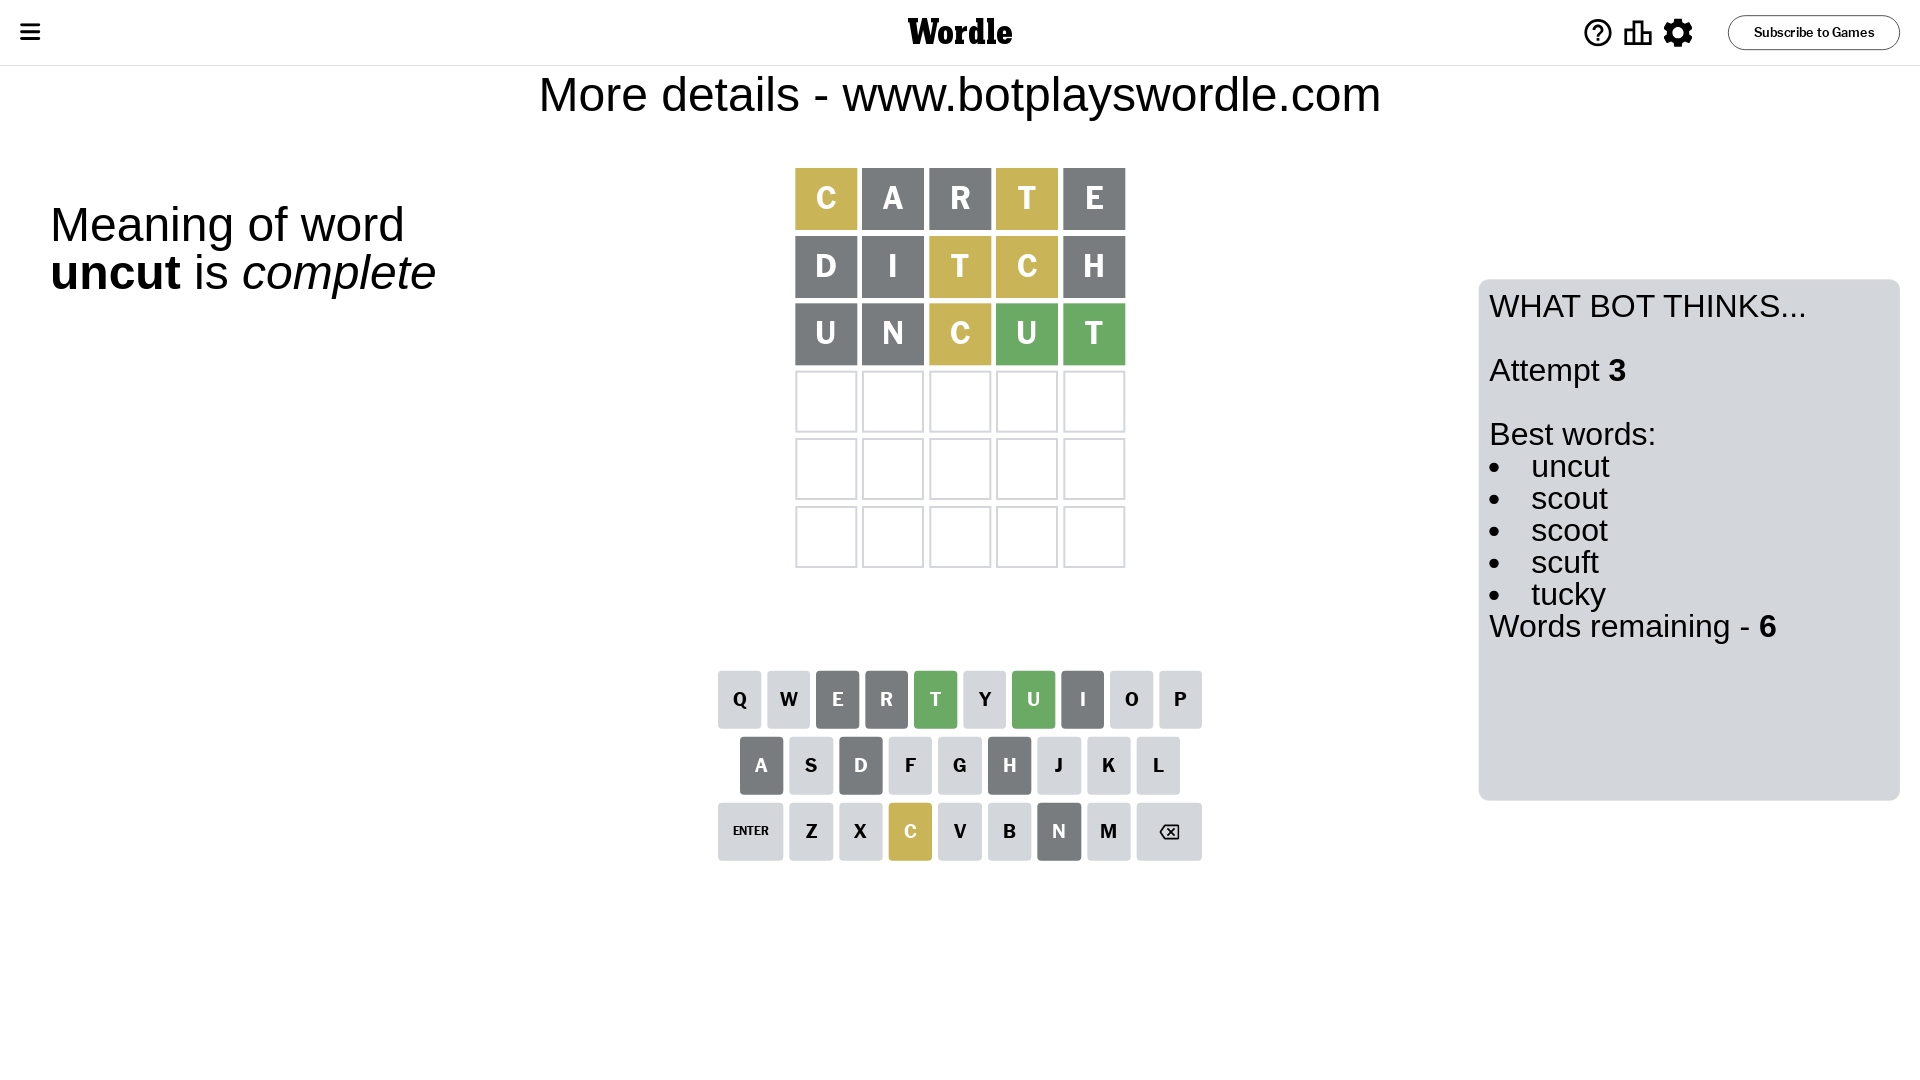 Wordle
Subscribe to Games
More details - www.botplayswordle.com
Meaning of word
uncut is complete
C A R T E
D I T C H
U N C U T
WHAT BOT THINKS...
Attempt 3
Best words:
• uncut
• scout
• scoot
• scuft
• tucky
Words remaining - 6
Q W E R T Y U I O P
A S D F G H J K L
ENTER Z X C V B N M